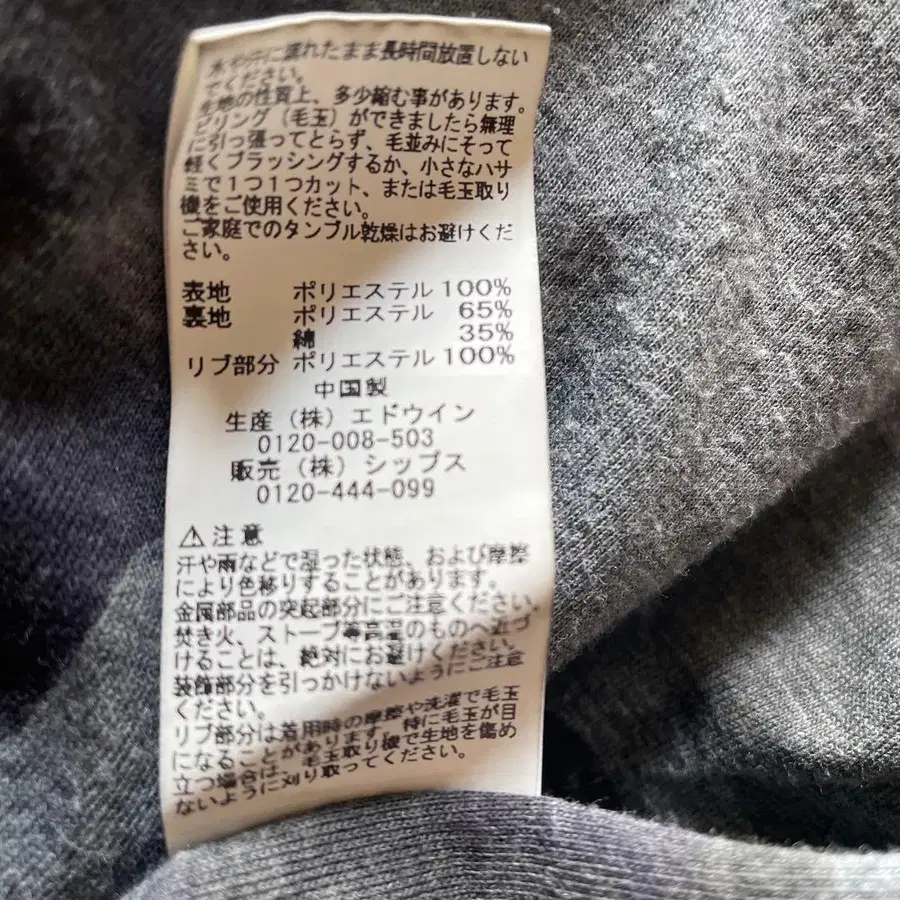 水や汗に濡れたまま長時間放置しない
でください。
生地の性質上、多少縮む事があります。
ピリング（毛玉）ができましたら無理
に引っ張ってとらず、毛並みにそって
軽くブラッシングするか、小さなハサ
ミで１つ１つカット、または毛玉取り
機をご使用ください。
ご家庭でのタンブル乾燥はお避けくだ
さい。
表地 ポリエステル 100%
裏地 ポリエステル 65%
綿 35%
リブ部分 ポリエステル 100%
中国製
生産（株）エドウイン
0120-008-503
販売（株）シップス
0120-444-099
⚠注意
汗や雨などで湿った状態、および摩擦
により色移りすることがあります。
金属部品の突起部分にご注意ください。
焚き火、ストーブ等高温のものへ近づ
けることは、絶対にお避けください。
装飾部分を引っかけないようにご注意
ください。
リブ部分は着用時の摩擦や洗濯で毛玉
になることがあります。特に毛玉が目
立つ場合は、毛玉取り機で生地を傷め
ないように刈り取ってください。